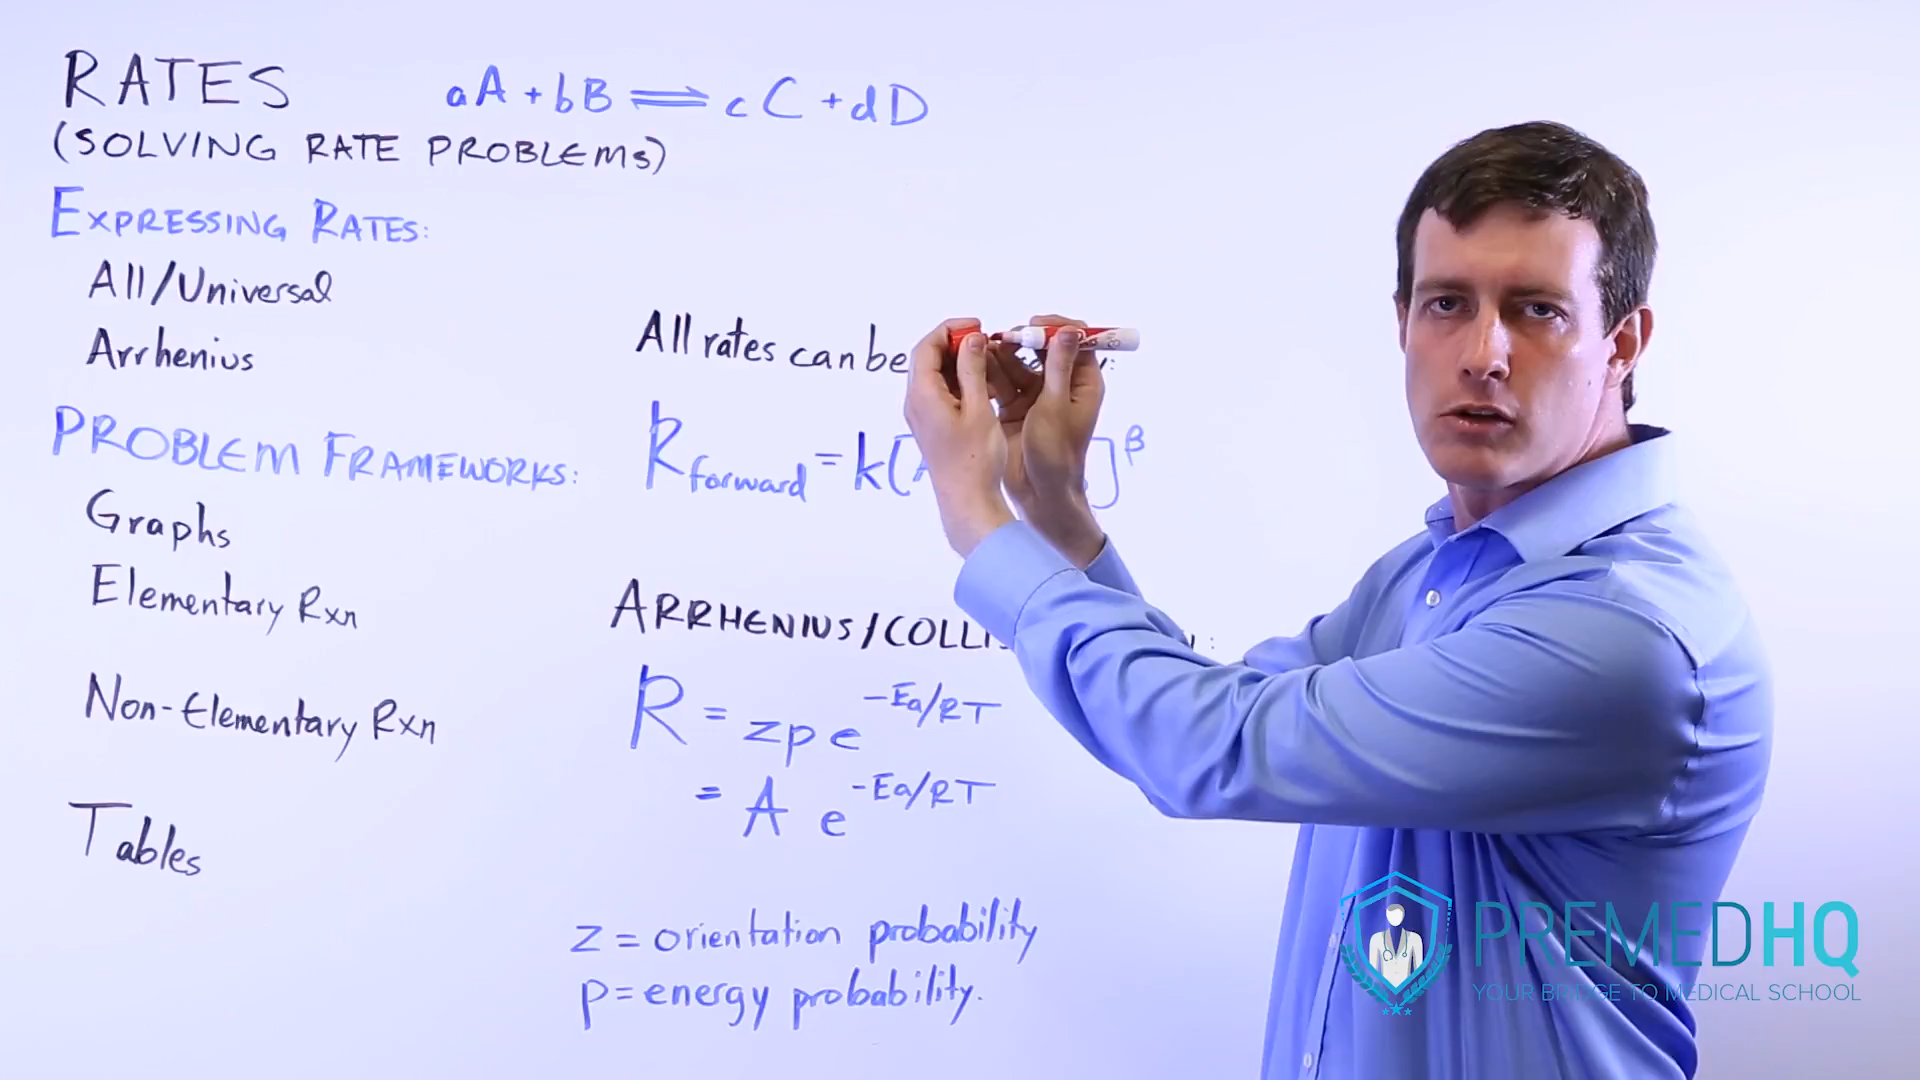 RATES
aA + bB ⇌ cC + dD
(SOLVING RATE PROBLEMS)
EXPRESSING RATES:
All/Universal
Arrhenius
PROBLEM FRAMEWORKS:
Graphs
Elementary Rxn
Non-Elementary Rxn
Tables
All rates can be
R forward = k[ ]^β
ARRHENIUS/
R = zpe^-Ea/RT
= A e^-Ea/RT
z = orientation probability
p = energy probability.
PREMEDHQ
YOUR BRIDGE TO MEDICAL SCHOOL